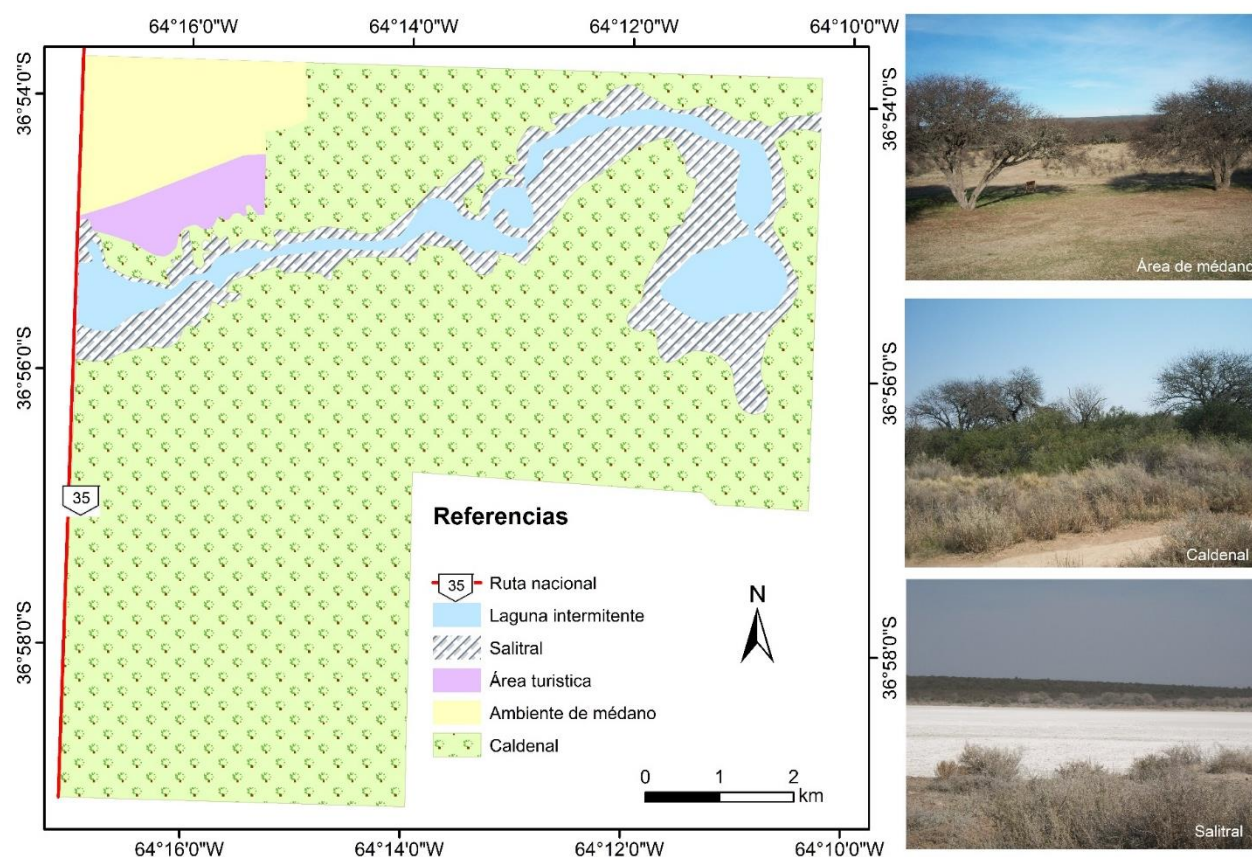 64°16'0"W
64°14'0"W
64°12'0"W
64°10'0"W
36°54'0"S
36°54'0"S
Área de médano
36°56'0"S
36°56'0"S
Caldenal
35
Referencias
35
Ruta nacional
Laguna intermitente
Salitral
Área turistica
Ambiente de médano
Caldenal
N
0 1 2
km
36°58'0"S
36°58'0"S
Salitral
64°16'0"W
64°14'0"W
64°12'0"W
64°10'0"W